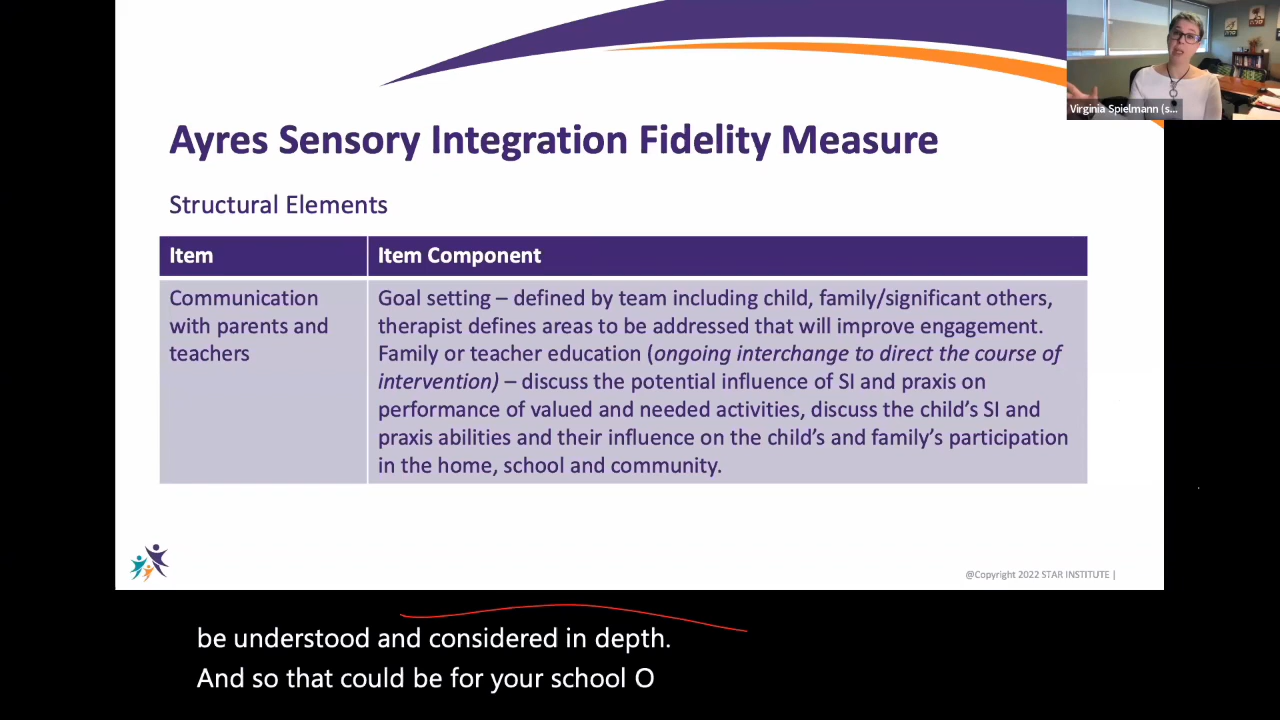 Virginia Spielmann (s...
Ayres Sensory Integration Fidelity Measure
Structural Elements
Item
Item Component
Communication
with parents and
teachers
Goal setting – defined by team including child, family/significant others,
therapist defines areas to be addressed that will improve engagement.
Family or teacher education (ongoing interchange to direct the course of
intervention) – discuss the potential influence of SI and praxis on
performance of valued and needed activities, discuss the child's SI and
praxis abilities and their influence on the child's and family's participation
in the home, school and community.
@Copyright 2022 STAR INSTITUTE |
be understood and considered in depth.
And so that could be for your school O